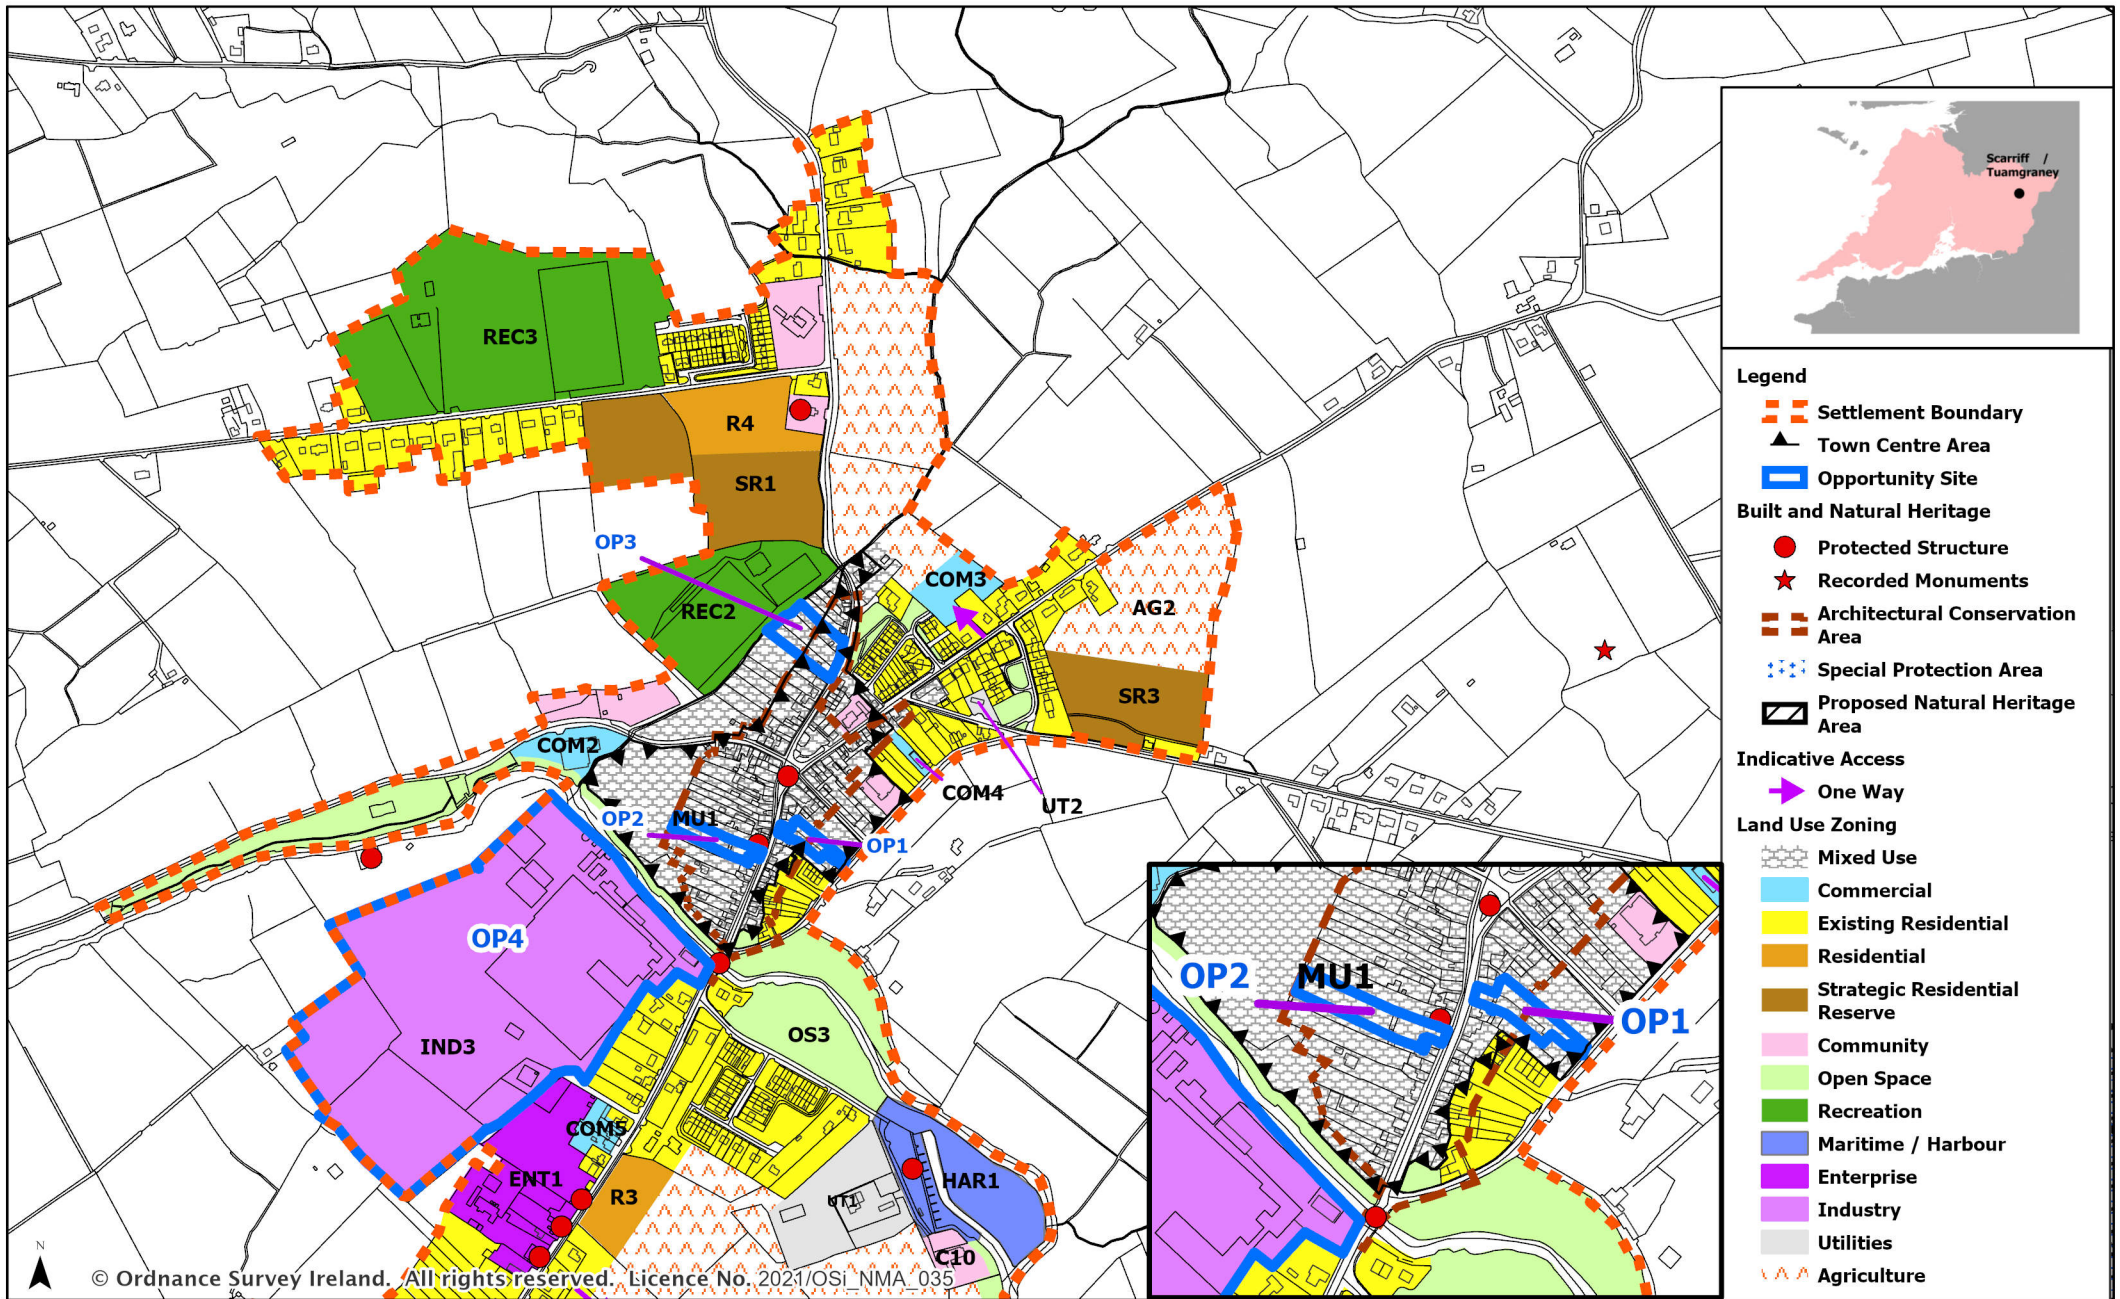 REC3
R4
SR1
OP3
REC2
COM3
AG2
SR3
COM2
COM4
UT2
OP2
MU1
OP1
OP4
OS3
IND3
COM5
ENT1
R3
UT1
HAR1
C10
N
© Ordnance Survey Ireland. All rights reserved. Licence No. 2021/OSi_NMA_035
OP2
MU1
OP1
Scarriff /
Tuamgraney
Legend
Settlement Boundary
Town Centre Area
Opportunity Site
Built and Natural Heritage
Protected Structure
Recorded Monuments
Architectural Conservation
Area
Special Protection Area
Proposed Natural Heritage
Area
Indicative Access
One Way
Land Use Zoning
Mixed Use
Commercial
Existing Residential
Residential
Strategic Residential
Reserve
Community
Open Space
Recreation
Maritime / Harbour
Enterprise
Industry
Utilities
Agriculture